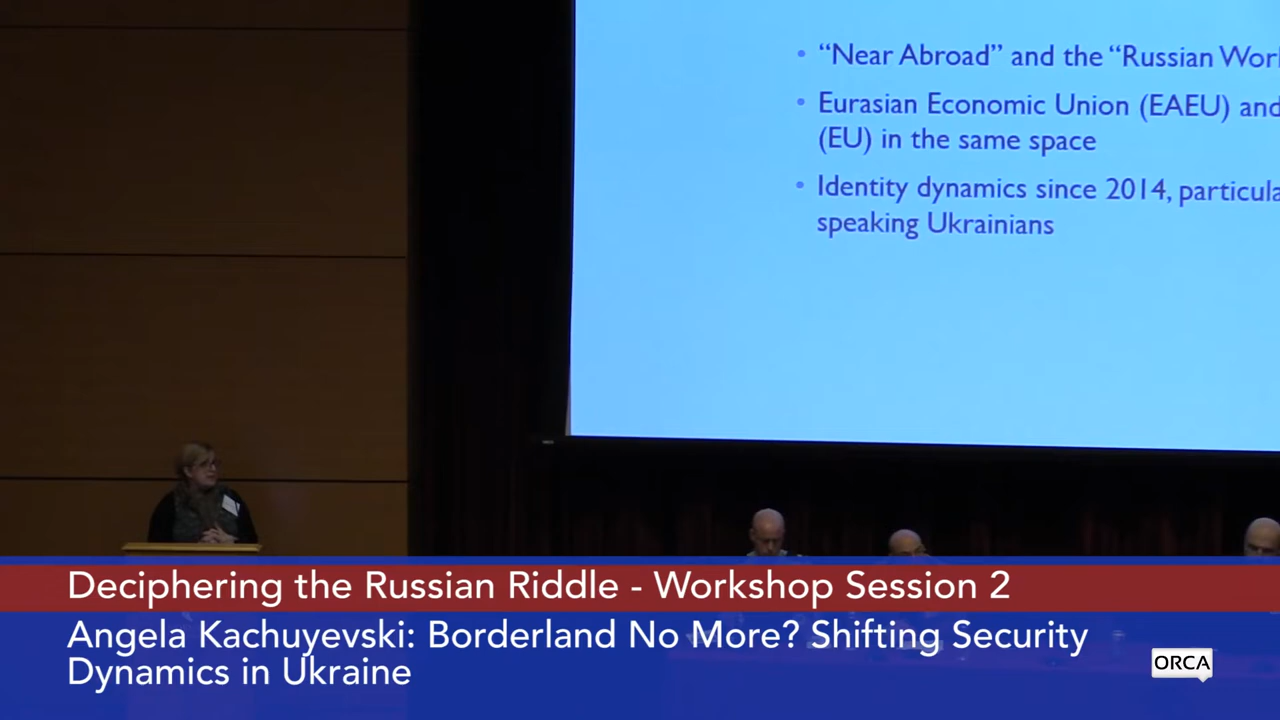 • “Near Abroad” and the “Russian Worl
• Eurasian Economic Union (EAEU) and
(EU) in the same space
• Identity dynamics since 2014, particula
speaking Ukrainians
Deciphering the Russian Riddle - Workshop Session 2
Angela Kachuyevski: Borderland No More? Shifting Security
Dynamics in Ukraine
ORCA